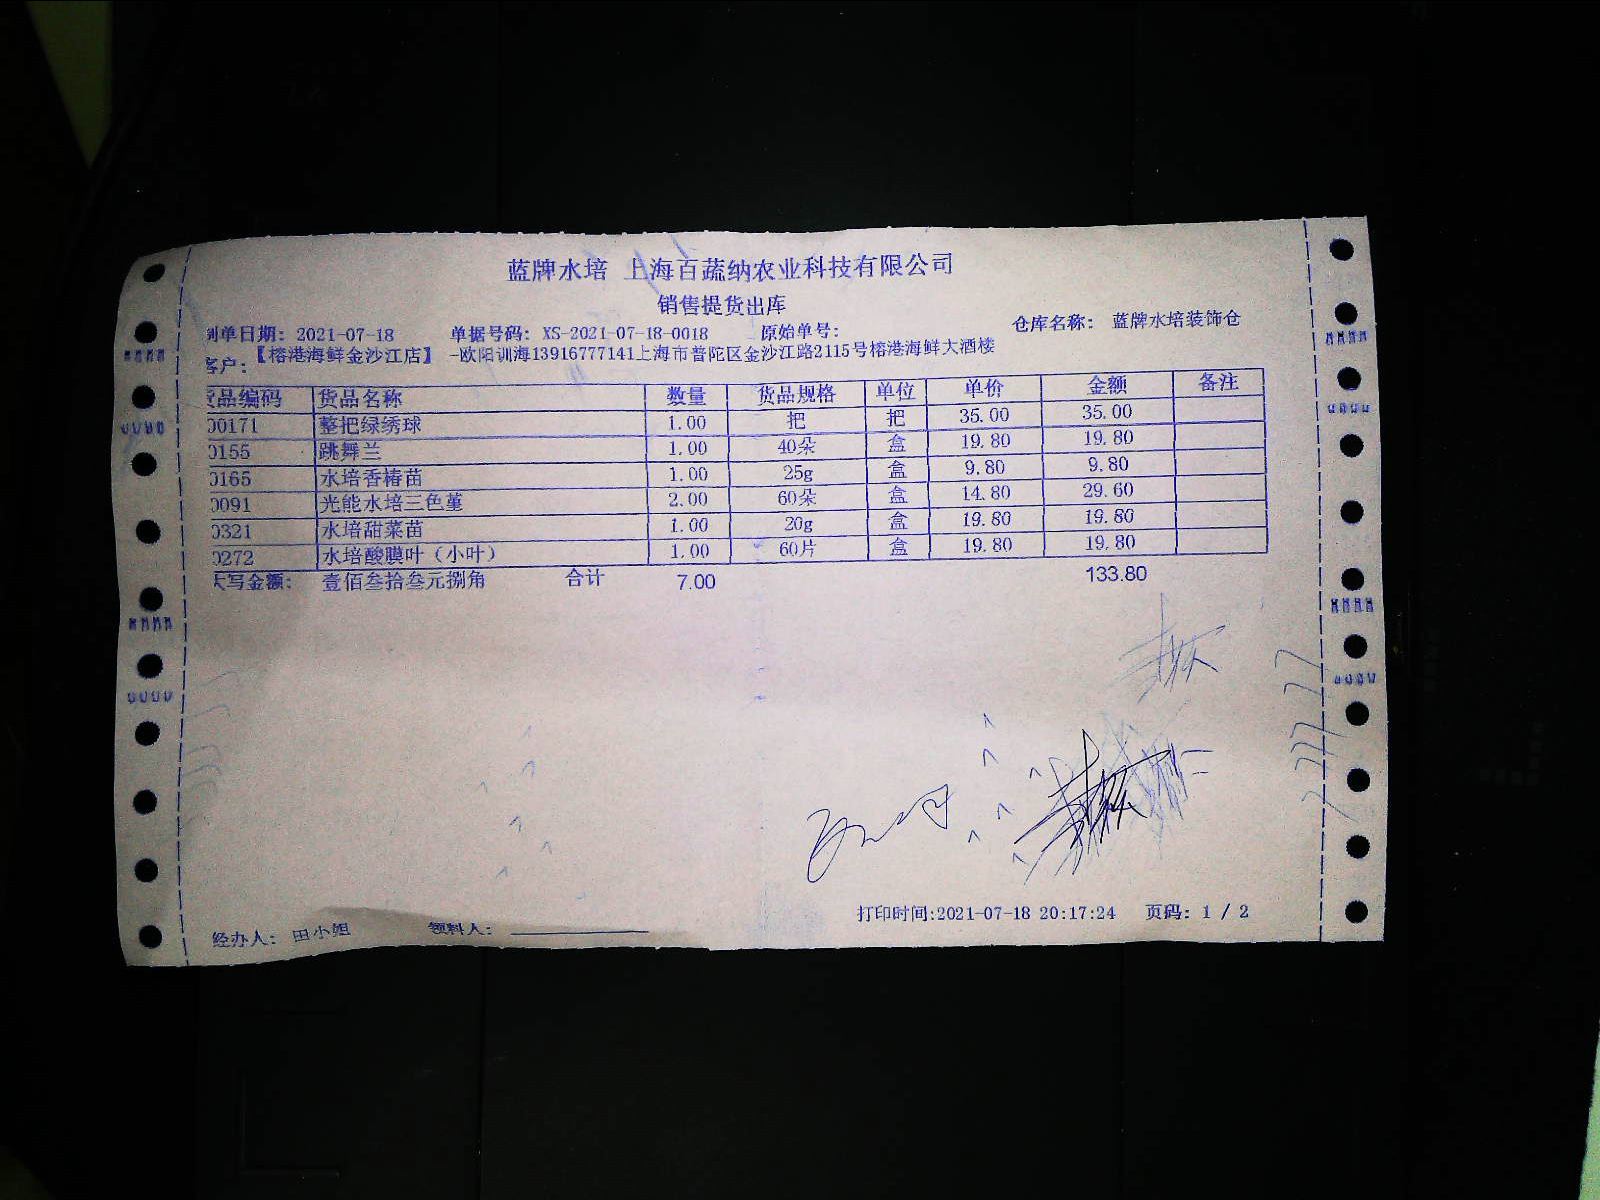 蓝牌水培 上海百蔬纳农业科技有限公司
销售提货出库
制单日期: 2021-07-18 单据号码: XS-2021-07-18-0018 原始单号: 仓库名称: 蓝牌水培装饰仓
客户: 【榕港海鲜金沙江店】 -欧阳训海13916777141上海市普陀区金沙江路2115号榕港海鲜大酒楼
货品编码 货品名称 数量 货品规格 单位 单价 金额 备注
00171 整把绿绣球 1.00 把 把 35.00 35.00
0155 跳舞兰 1.00 40朵 盒 19.80 19.80
0165 水培香椿苗 1.00 25g 盒 9.80 9.80
0091 光能水培三色堇 2.00 60朵 盒 14.80 29.60
0321 水培甜菜苗 1.00 20g 盒 19.80 19.80
0272 水培酸膜叶（小叶） 1.00 60片 盒 19.80 19.80
大写金额: 壹佰叁拾叁元捌角 合计 7.00 133.80
打印时间:2021-07-18 20:17:24 页码: 1 / 2
经办人: 田小姐 领料人: